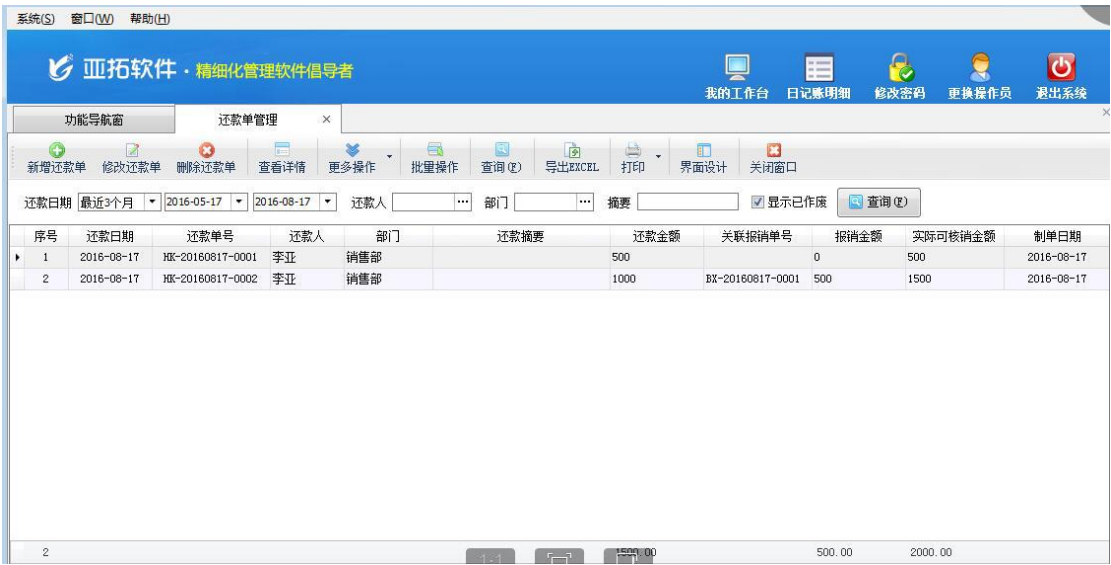 系统(S) 窗口(W) 帮助(H)
亚拓软件·精细化管理软件倡导者
我的工作台 日记账明细 修改密码 更换操作员 退出系统
功能导航窗 还款单管理 ×
新增还款单 修改还款单 删除还款单 查看详情 更多操作 批量操作 查询(F) 导出EXCEL 打印 界面设计 关闭窗口
还款日期 最近3个月 2016-05-17 2016-08-17 还款人 ... 部门 ... 摘要 显示已作废 查询(F)
序号 还款日期 还款单号 还款人 部门 还款摘要 还款金额 关联报销单号 报销金额 实际可核销金额 制单日期
1 2016-08-17 HK-20160817-0001 李亚 销售部 500 0 500 2016-08-17
2 2016-08-17 HK-20160817-0002 李亚 销售部 1000 BX-20160817-0001 500 1500 2016-08-17
2 1500.00 500.00 2000.00
1:1